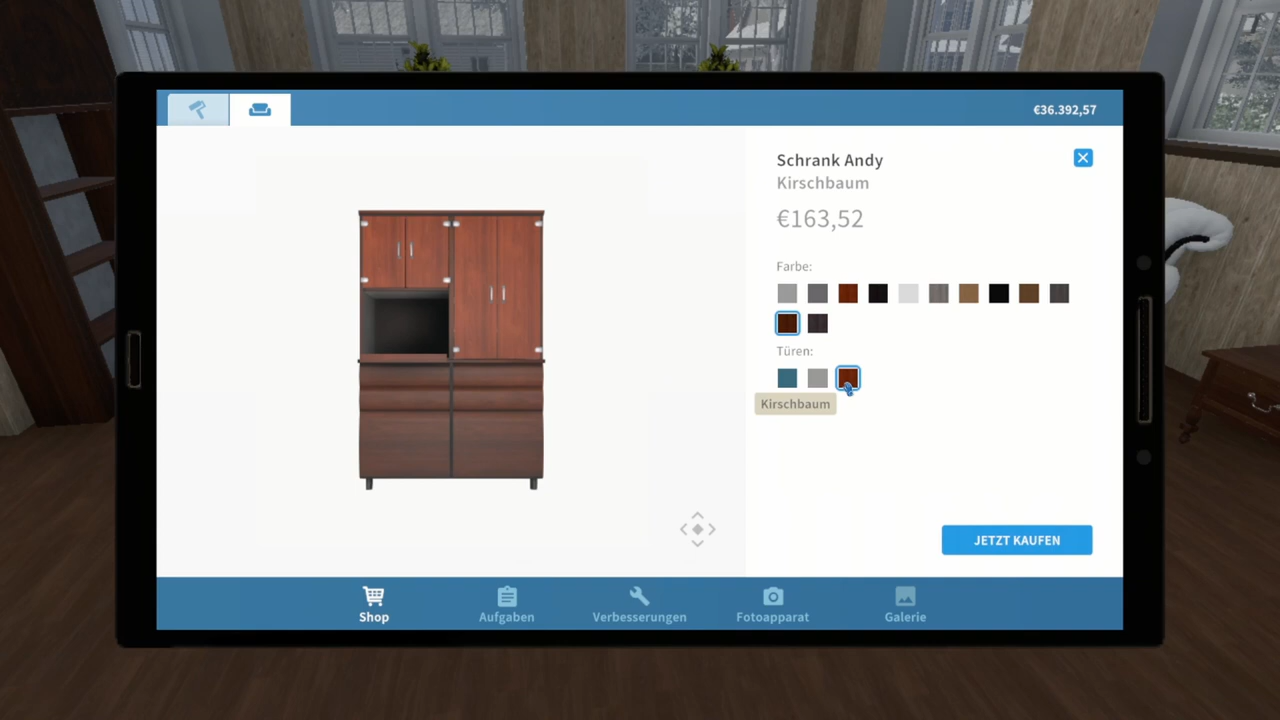 €36.392,57
Schrank Andy
Kirschbaum
€163,52
Farbe:
Türen:
Kirschbaum
JETZT KAUFEN
Shop
Aufgaben
Verbesserungen
Fotoapparat
Galerie